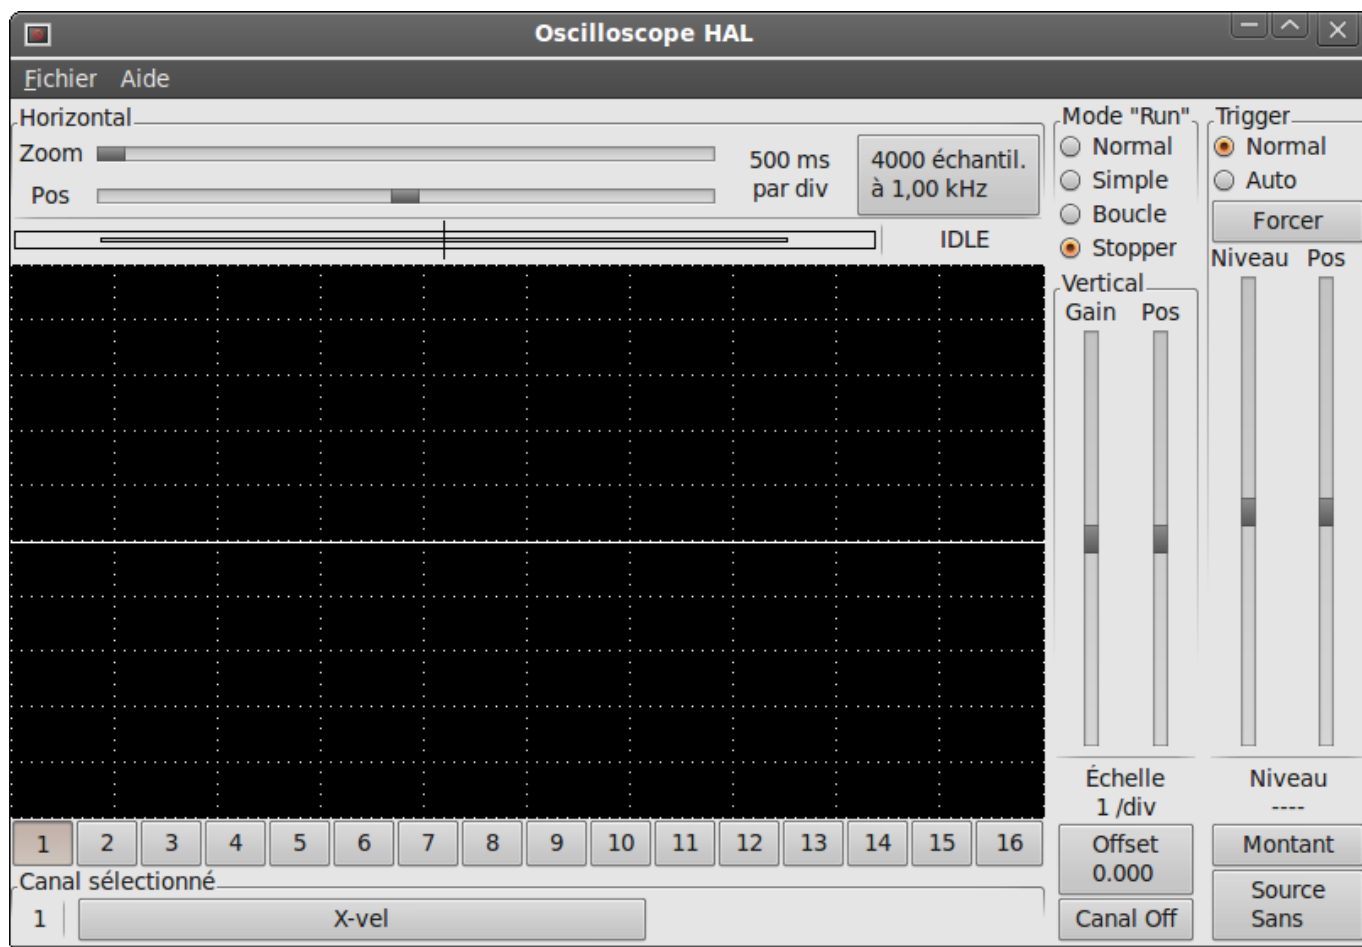 Oscilloscope HAL
Fichier Aide
Horizontal
Zoom
Pos
500 ms
par div
4000 échantil.
à 1,00 kHz
IDLE
Mode "Run"
Normal
Simple
Boucle
Stopper
Trigger
Normal
Auto
Forcer
Niveau Pos
Vertical
Gain Pos
Échelle
1 /div
Offset
0.000
Canal Off
Niveau
----
Montant
Source
Sans
1 2 3 4 5 6 7 8 9 10 11 12 13 14 15 16
Canal sélectionné
1 X-vel